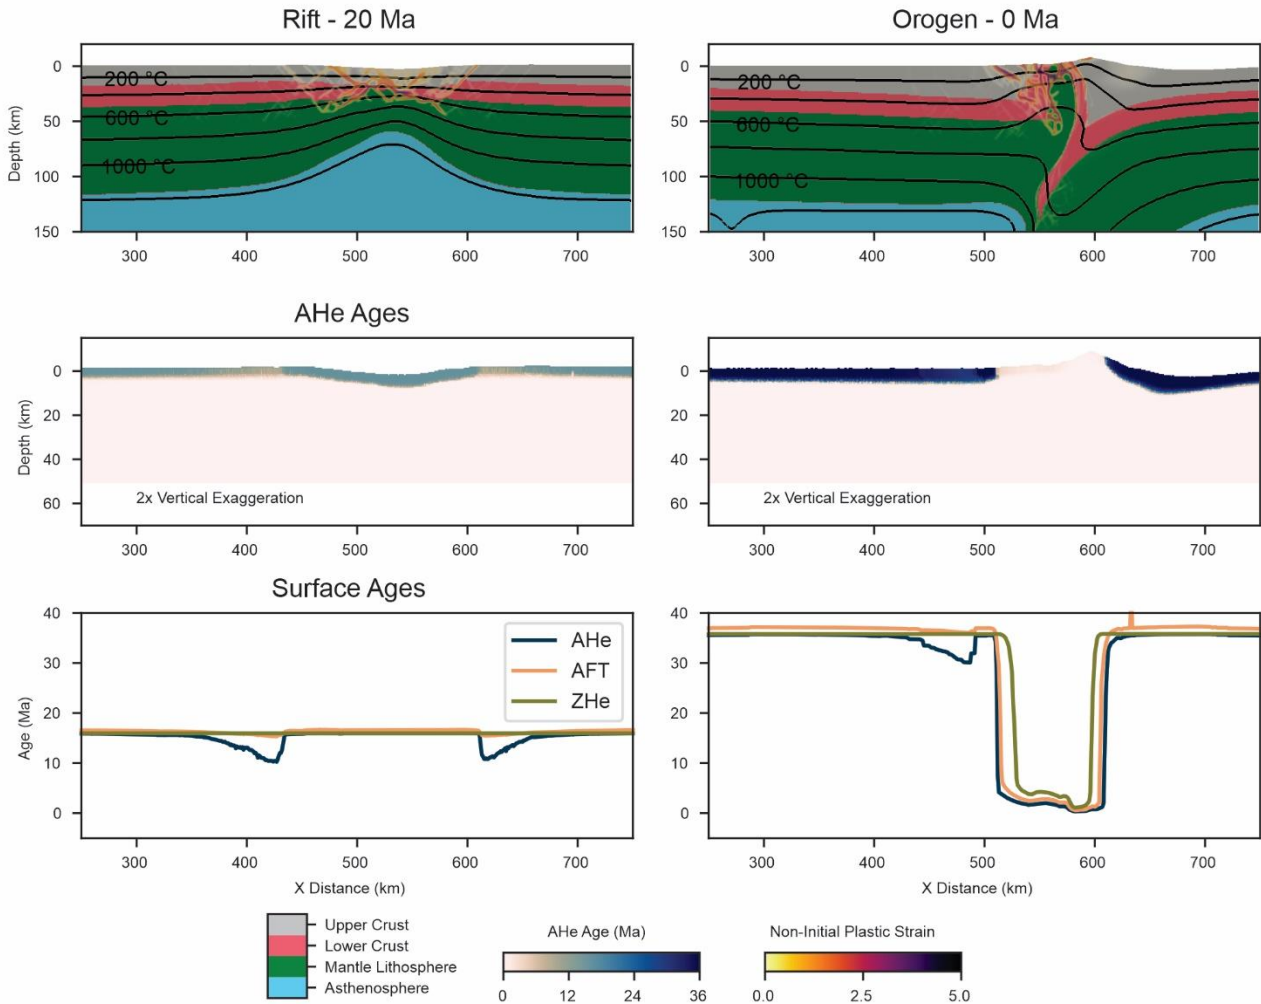 Rift - 20 Ma
Orogen - 0 Ma
Depth (km)
0
50
100
150
200 °C
600 °C
1000 °C
300 400 500 600 700
0
50
100
150
200 °C
600 °C
1000 °C
300 400 500 600 700
AHe Ages
Depth (km)
0
20
40
60
2x Vertical Exaggeration
300 400 500 600 700
0
20
40
60
2x Vertical Exaggeration
300 400 500 600 700
Surface Ages
Age (Ma)
40
30
20
10
0
AHe
AFT
ZHe
300 400 500 600 700
X Distance (km)
40
30
20
10
0
300 400 500 600 700
X Distance (km)
Upper Crust
Lower Crust
Mantle Lithosphere
Asthenosphere
AHe Age (Ma)
0 12 24 36
Non-Initial Plastic Strain
0.0 2.5 5.0